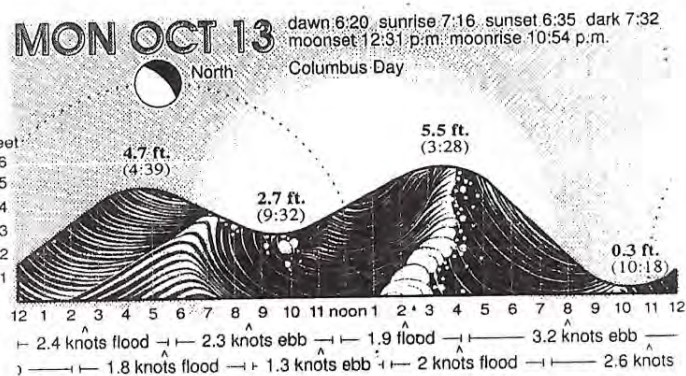 MON OCT 13
dawn 6:20 sunrise 7:16 sunset 6:35 dark 7:32
moonset 12:31 p.m. moonrise 10:54 p.m.
North
Columbus Day
eet
6
5
4
3
2
1
4.7 ft.
(4:39)
2.7 ft.
(9:32)
5.5 ft.
(3:28)
0.3 ft.
(10:18)
12 1 2 3 4 5 6 7 8 9 10 11 noon 1 2 3 4 5 6 7 8 9 10 11 12
2.4 knots flood 2.3 knots ebb 1.9 flood 3.2 knots ebb
1.8 knots flood 1.3 knots ebb 2 knots flood 2.6 knots